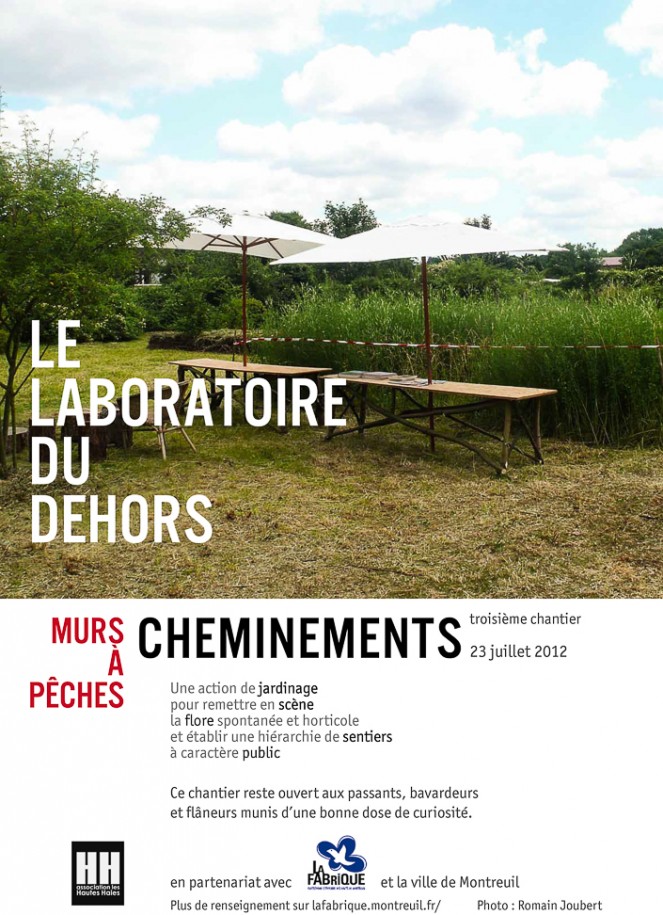 LE
LABORATOIRE
DU
DEHORS
MURS
À
PÊCHES
CHEMINEMENTS
troisième chantier
23 juillet 2012
Une action de jardinage
pour remettre en scène
la flore spontanée et horticole
et établir une hiérarchie de sentiers
à caractère public
Ce chantier reste ouvert aux passants, bavardeurs
et flâneurs munis d'une bonne dose de curiosité.
HH
association les
Hautes Haies
en partenariat avec
LA
FABRIQUE
et la ville de Montreuil
Plus de renseignement sur lafabrique.montreuil.fr/
Photo : Romain Joubert